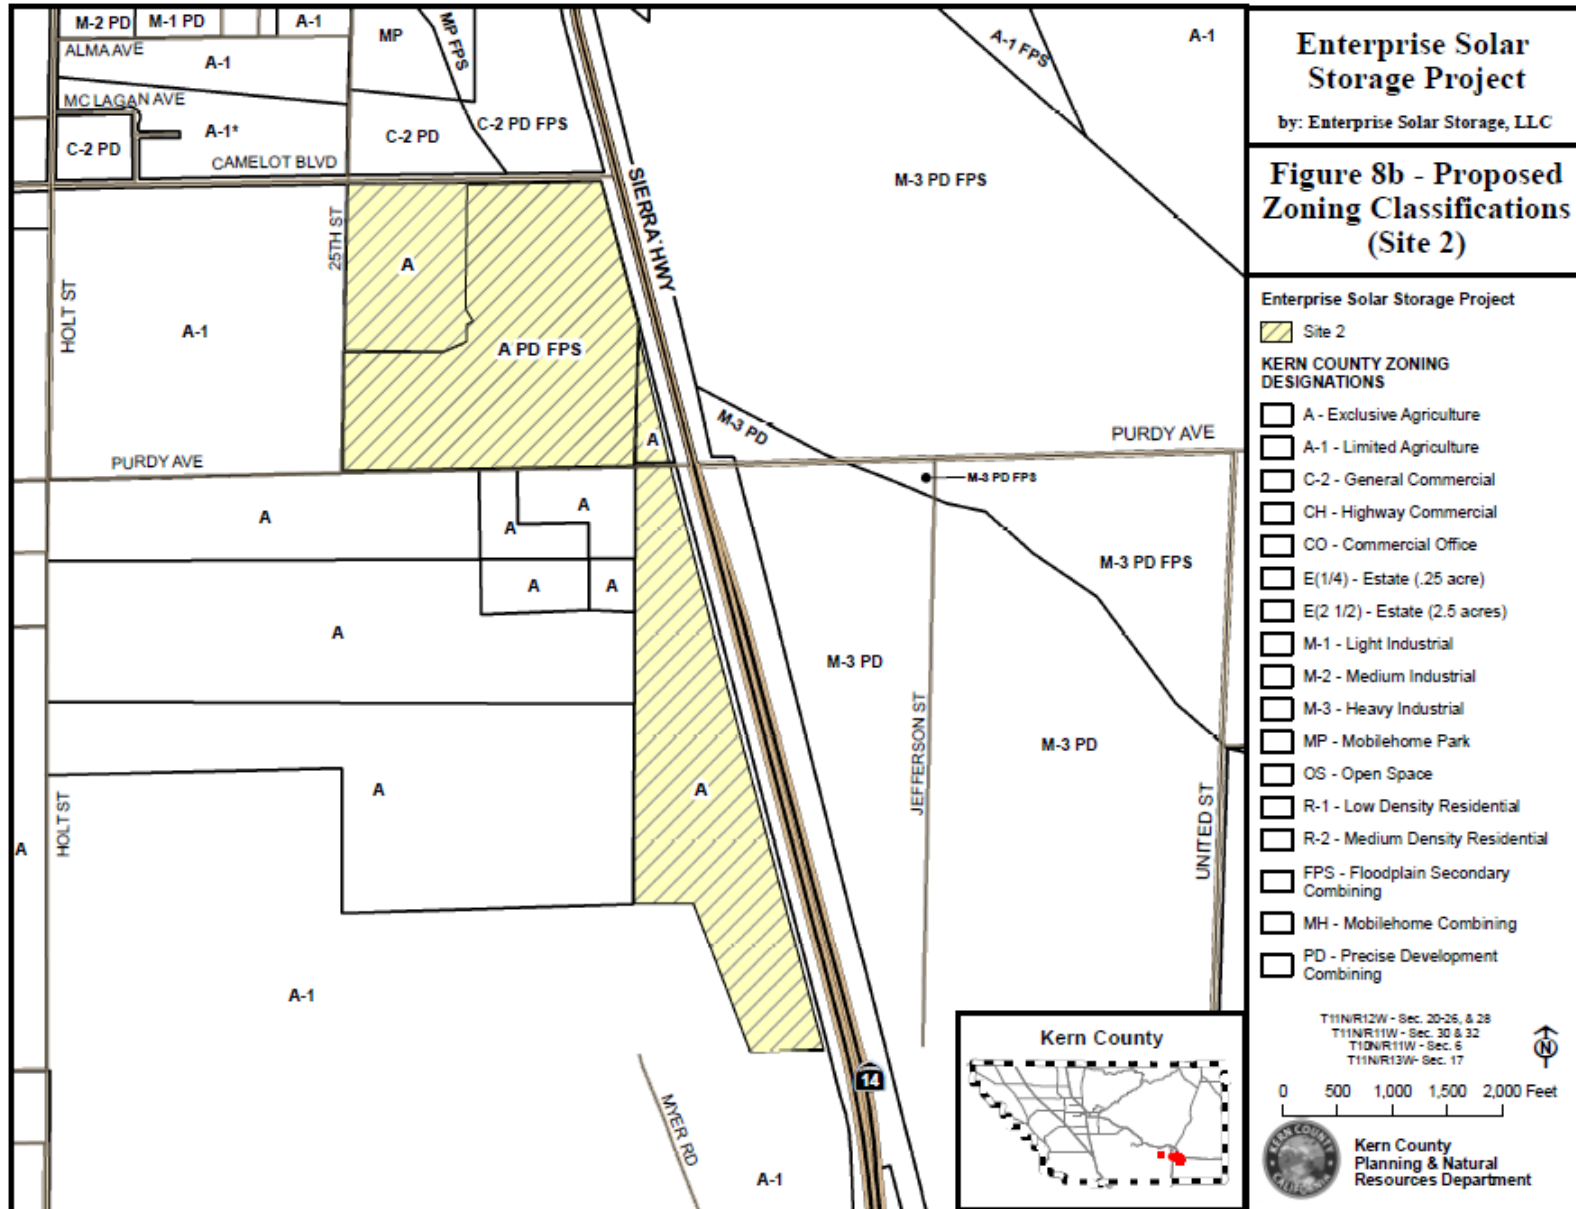 M-2 PD
M-1 PD
A-1
MP
MP FPS
A-1 FPS
A-1
ALMA AVE
A-1
MC LAGAN AVE
A-1*
C-2 PD
C-2 PD
C-2 PD FPS
CAMELOT BLVD
SIERRA HWY
M-3 PD FPS
25TH ST
A
HOLT ST
A-1
A PD FPS
M-3 PD
A
PURDY AVE
PURDY AVE
M-3 PD FPS
A
A
A
A
A
M-3 PD FPS
A
M-3 PD
JEFFERSON ST
M-3 PD
UNITED ST
A
A
HOLT ST
A
A-1
14
MYER RD
A-1
Kern County
Enterprise Solar
Storage Project
by: Enterprise Solar Storage, LLC
Figure 8b - Proposed
Zoning Classifications
(Site 2)
Enterprise Solar Storage Project
Site 2
KERN COUNTY ZONING
DESIGNATIONS
A - Exclusive Agriculture
A-1 - Limited Agriculture
C-2 - General Commercial
CH - Highway Commercial
CO - Commercial Office
E(1/4) - Estate (.25 acre)
E(2 1/2) - Estate (2.5 acres)
M-1 - Light Industrial
M-2 - Medium Industrial
M-3 - Heavy Industrial
MP - Mobilehome Park
OS - Open Space
R-1 - Low Density Residential
R-2 - Medium Density Residential
FPS - Floodplain Secondary
Combining
MH - Mobilehome Combining
PD - Precise Development
Combining
T11N/R12W - Sec. 20-26, & 28
T11N/R11W - Sec. 30 & 32
T10N/R11W - Sec. 6
T11N/R13W- Sec. 17
N
0 500 1,000 1,500 2,000 Feet
KERN COUNTY
CALIFORNIA
Kern County
Planning & Natural
Resources Department